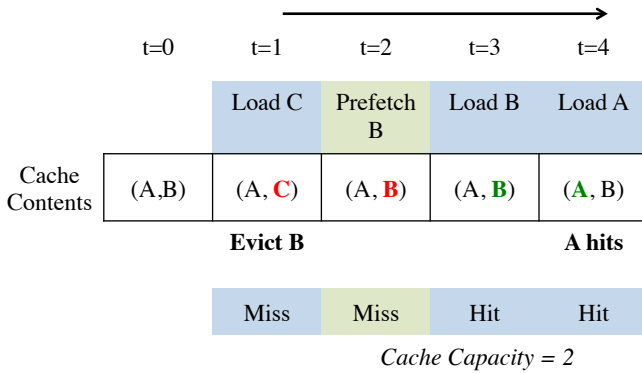 t=0 t=1 t=2 t=3 t=4
Load C Prefetch B Load B Load A
Cache Contents (A,B) (A, C) (A, B) (A, B) (A, B)
Evict B A hits
Miss Miss Hit Hit
Cache Capacity = 2